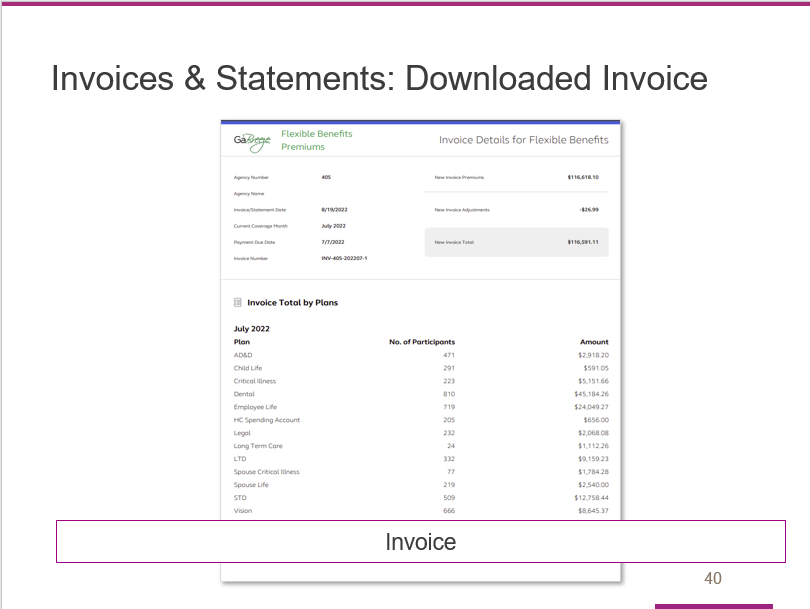 Invoices & Statements: Downloaded Invoice
GaBreeze Flexible Benefits Premiums Invoice Details for Flexible Benefits
Agency Number 405 New Invoice Premiums $116,618.10
Agency Name
Invoice/Statement Date 8/19/2022 New Invoice Adjustments -$26.99
Current Coverage Month July 2022
Payment Due Date 7/7/2022 New Invoice Total $116,591.11
Invoice Number INV-405-202207-1
Invoice Total by Plans
July 2022
Plan No. of Participants Amount
AD&D 471 $2,918.20
Child Life 291 $591.05
Critical Illness 223 $5,151.66
Dental 810 $45,184.26
Employee Life 719 $24,049.27
HC Spending Account 205 $656.00
Legal 232 $2,068.08
Long Term Care 24 $1,112.26
LTD 332 $9,159.23
Spouse Critical Illness 77 $1,784.28
Spouse Life 219 $2,540.00
STD 509 $12,758.44
Vision 666 $8,645.37
Invoice
40